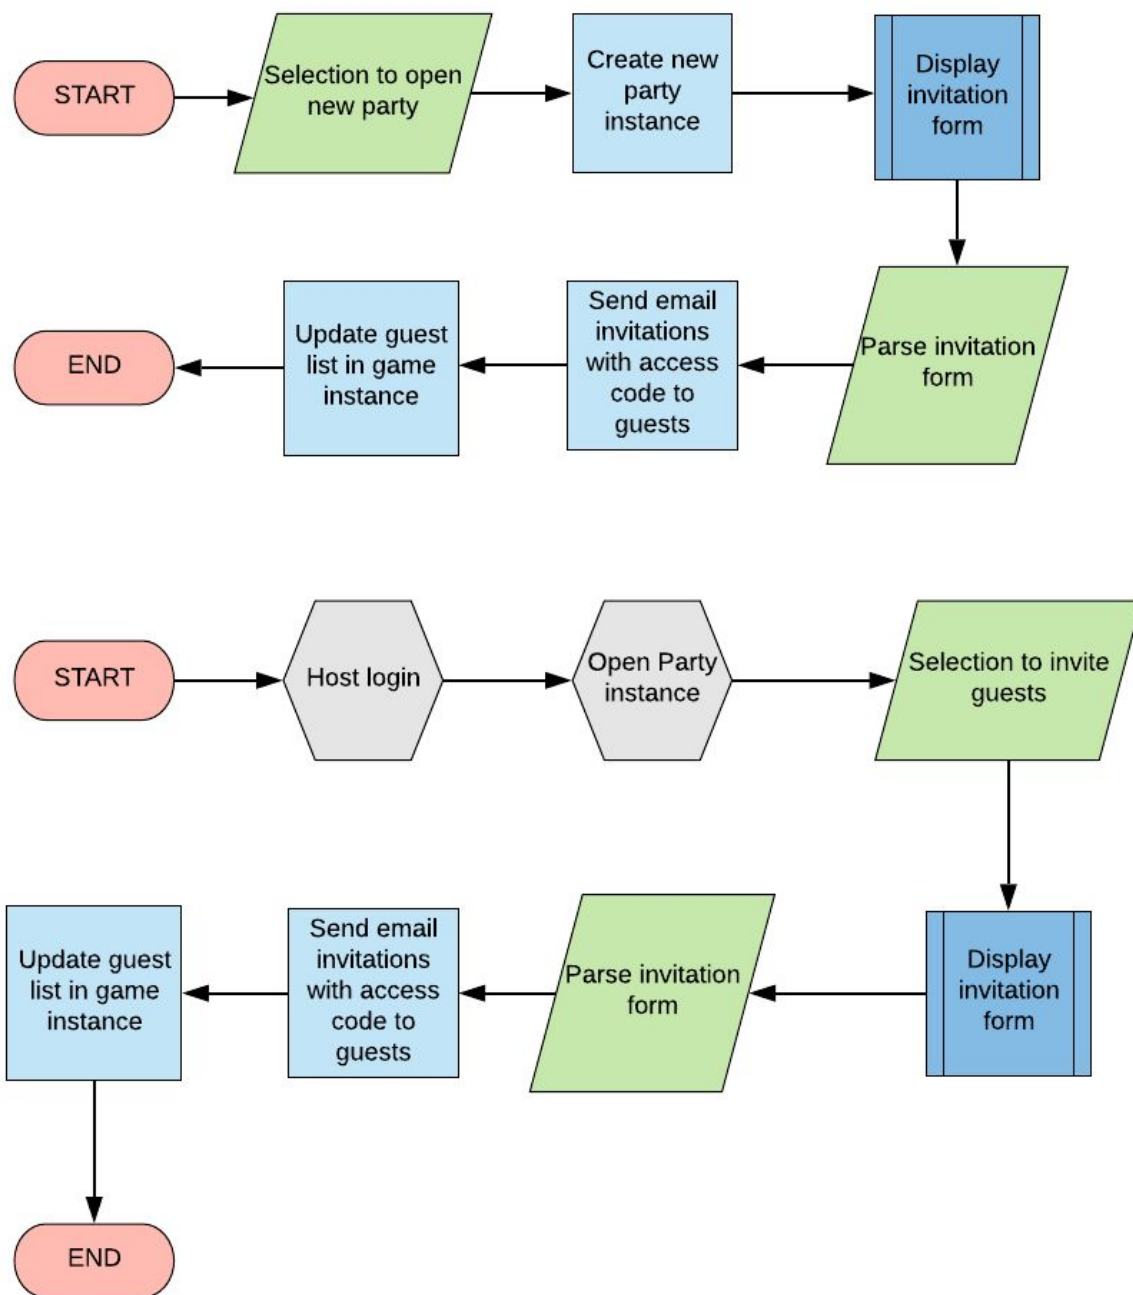 START
Selection to open
new party
Create new
party
instance
Display
invitation
form
END
Update guest
list in game
instance
Send email
invitations
with access
code to
guests
Parse invitation
form
START
Host login
Open Party
instance
Selection to invite
guests
Update guest
list in game
instance
Send email
invitations
with access
code to
guests
Parse invitation
form
Display
invitation
form
END